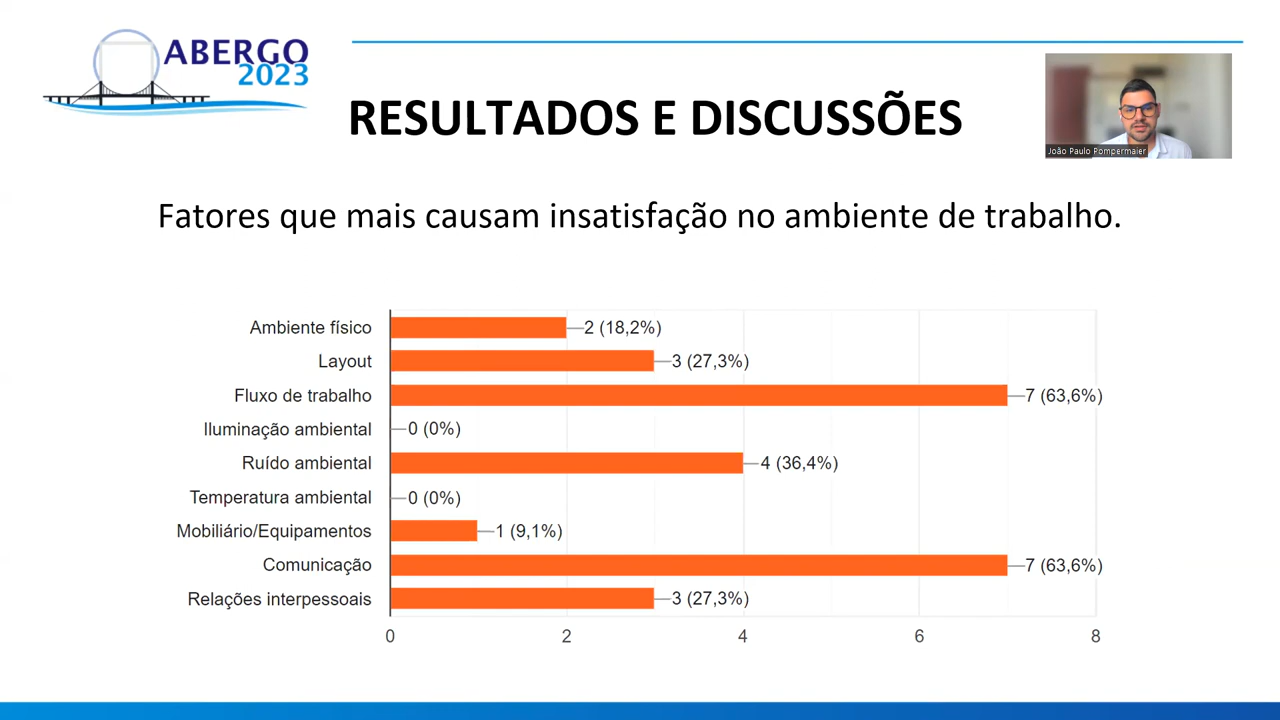 ABERGO
2023
RESULTADOS E DISCUSSÕES
João Paulo Pompermaier
Fatores que mais causam insatisfação no ambiente de trabalho.
Ambiente físico 2 (18,2%)
Layout 3 (27,3%)
Fluxo de trabalho 7 (63,6%)
Iluminação ambiental 0 (0%)
Ruído ambiental 4 (36,4%)
Temperatura ambiental 0 (0%)
Mobiliário/Equipamentos 1 (9,1%)
Comunicação 7 (63,6%)
Relações interpessoais 3 (27,3%)
0 2 4 6 8